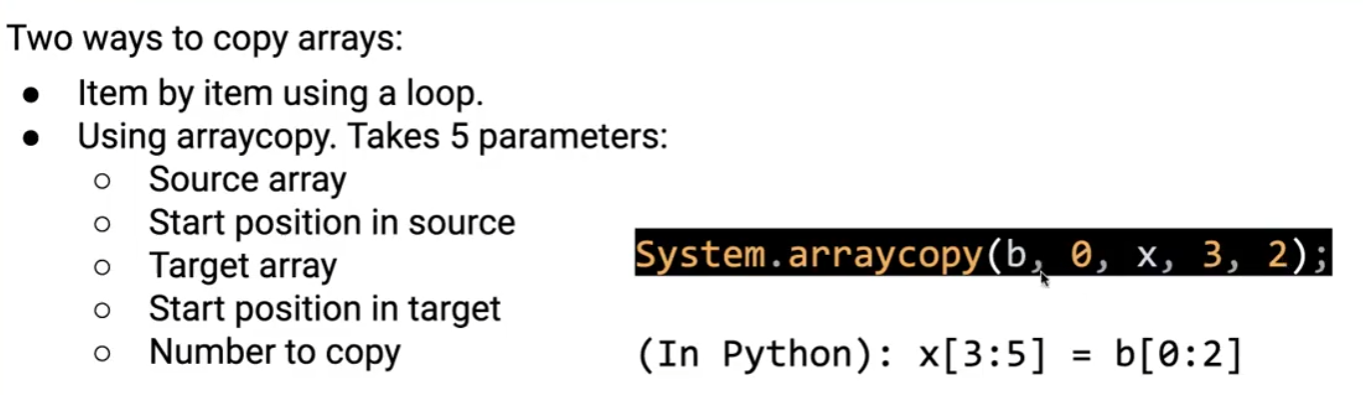 Two ways to copy arrays:
● Item by item using a loop.
● Using arraycopy. Takes 5 parameters:
○ Source array
○ Start position in source
○ Target array
○ Start position in target
○ Number to copy
System.arraycopy(b, 0, x, 3, 2);
(In Python): x[3:5] = b[0:2]